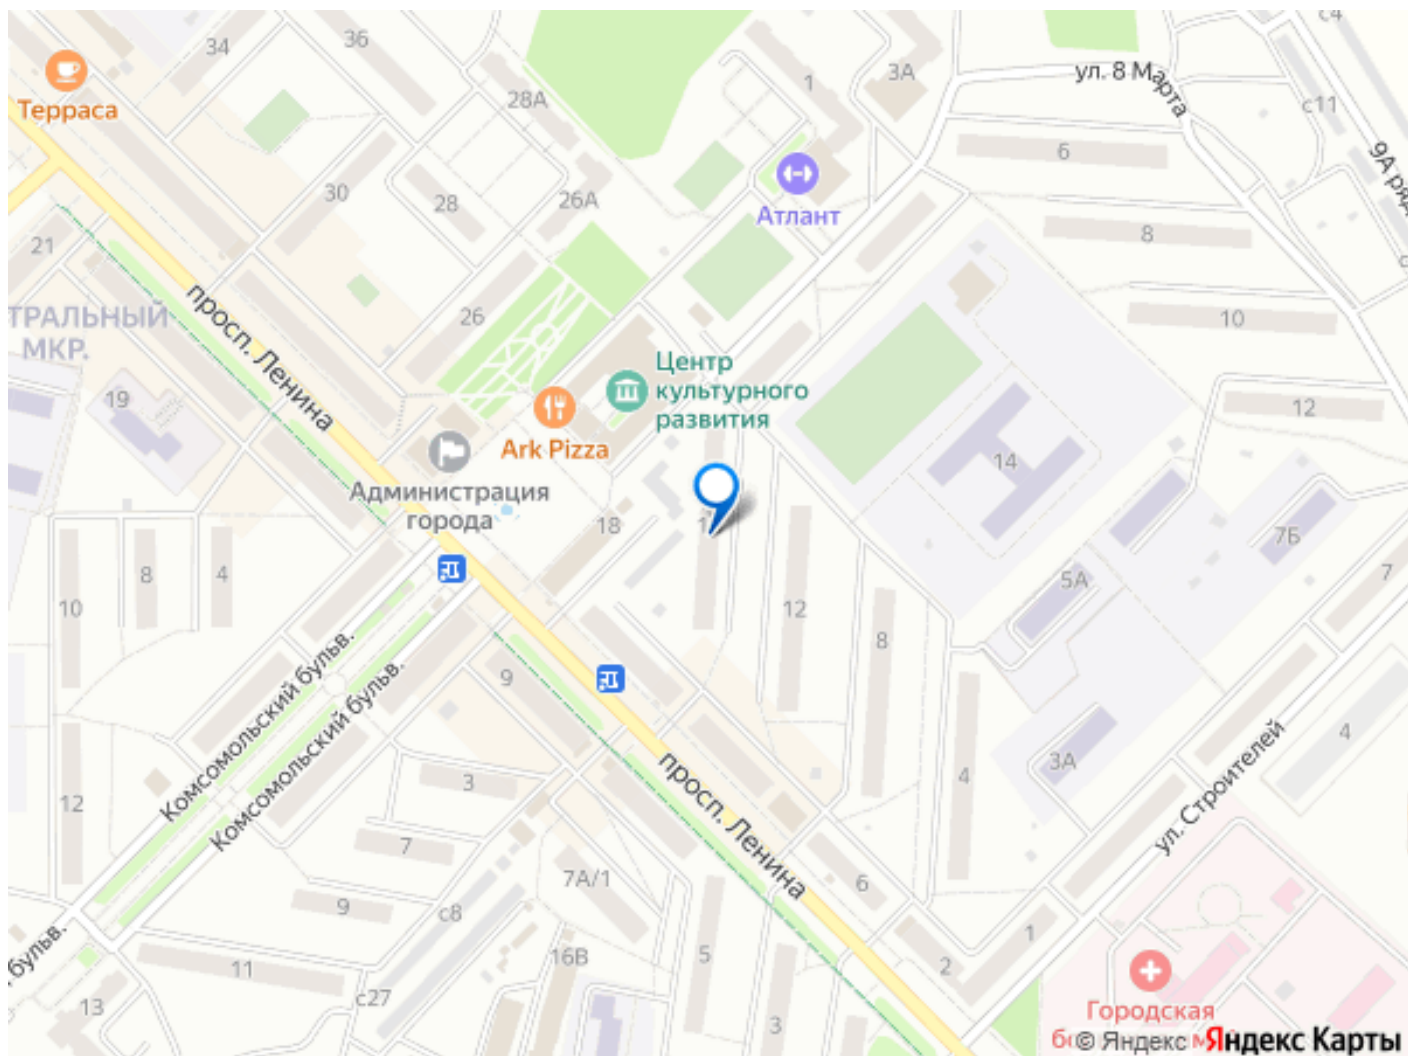 34
36
с4
Терраса
28А
1
3А
ул. 8 Марта
с11
6
9А ряд
30
28
26А
Атлант
8
21
ТРАЛЬНЫЙ
МКР.
просп. Ленина
26
10
Центр
культурного
развития
19
Ark Pizza
12
14
Администрация
города
18
7Б
10
8
4
5А
7
12
8
Комсомольский бульв.
Комсомольский бульв.
9
3
4
3А
4
12
просп. Ленина
ул. Строителей
7
7А/1
6
9
с8
1
бульв.
11
16В
5
2
с27
13
3
Городская
© Яндекс Яндекс Карты